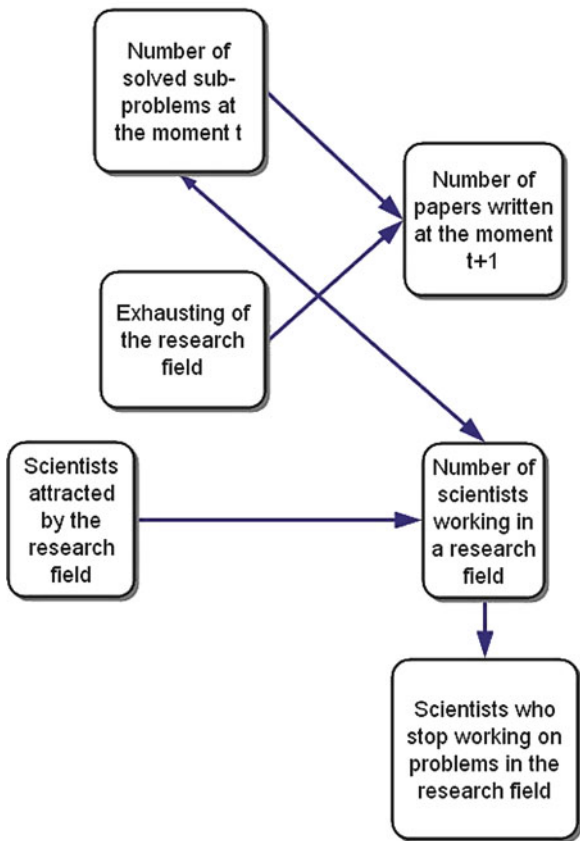 Number of
solved sub-
problems at
the moment t
Number of
papers written
at the moment
t+1
Exhausting of
the research
field
Scientists
attracted
by the
research
field
Number of
scientists
working in
a research
field
Scientists who
stop working on
problems in the
research field